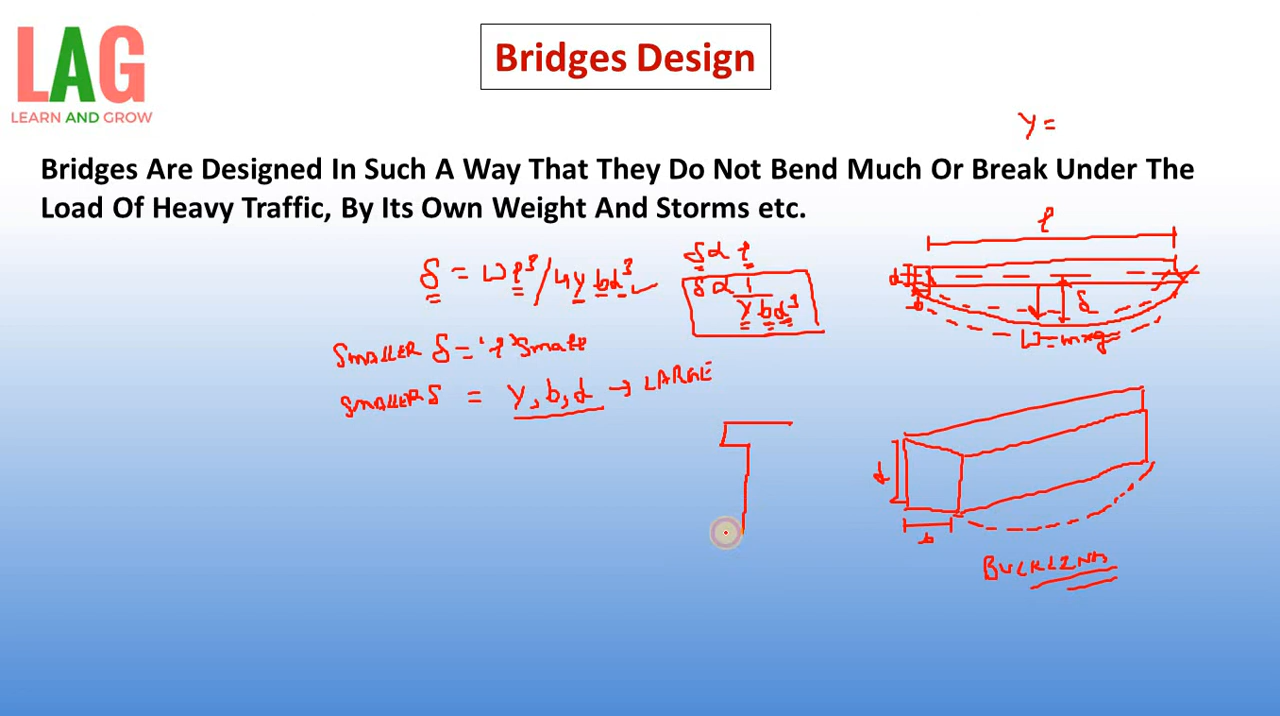 LAG
LEARN AND GROW
Bridges Design
Y =
Bridges Are Designed In Such A Way That They Do Not Bend Much Or Break Under The
Load Of Heavy Traffic, By Its Own Weight And Storms etc.
δ = Wl³/4Ybd³
δ α l
δ α 1/Ybd³
SMALLER δ = 'l' Small
SMALLER δ = Y, b, d → LARGE
l
d
b
δ
W = mxg
d
b
BUCKLING